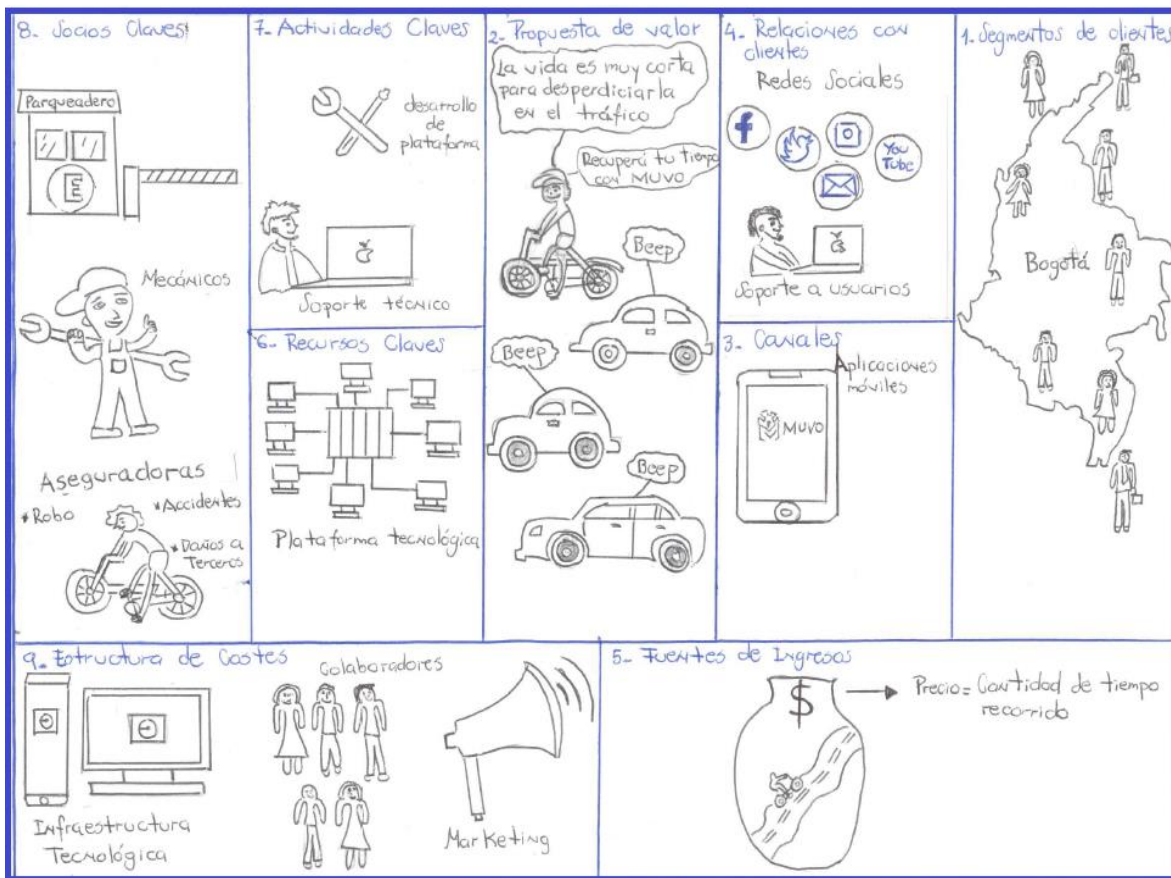 8- Socios Claves
Parqueadero
E
Mecánicos
Aseguradoras
*Robo
*Accidentes
*Daños a
Terceros
7- Actividades Claves
desarrollo
de
plataforma
Soporte técnico
6- Recursos Claves
Plataforma tecnológica
2- Propuesta de valor
La vida es muy corta
para desperdiciarla
en el tráfico
Recuperá tu tiempo
con MUVO
Beep
Beep
Beep
4- Relaciones con
clientes
Redes Sociales
f
You
Tube
Soporte a usuarios
3- Canales
Aplicaciones
móviles
MUVO
1- Segmentos de clientes
Bogotá
9- Estructura de Costes
Colaboradores
Infraestructura
Tecnológica
Marketing
5- Fuentes de Ingresos
$
Precio = Cantidad de tiempo
recorrido